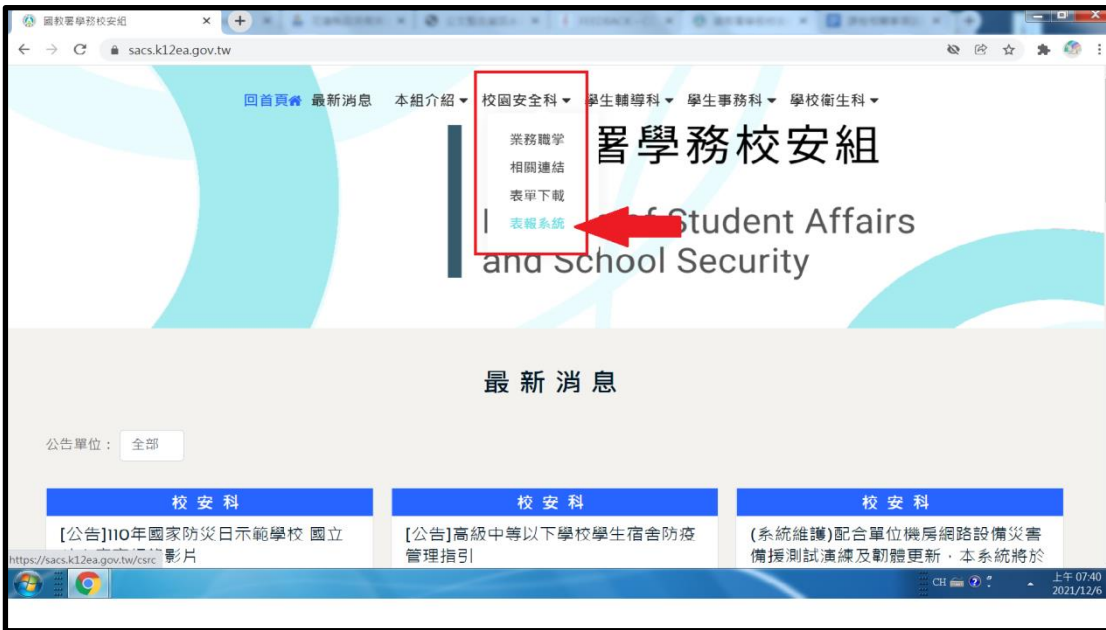 國教署學務校安組
sacs.k12ea.gov.tw
回首頁 最新消息 本組介紹 校園安全科 學生輔導科 學生事務科 學校衛生科
業務職掌
相關連結
表單下載
表報系統
署學務校安組
of Student Affairs
and School Security
最新消息
公告單位： 全部
校安科
[公告]110年國家防災日示範學校 國立
影片
校安科
[公告]高級中等以下學校學生宿舍防疫
管理指引
校安科
(系統維護)配合單位機房網路設備災害
備援測試演練及韌體更新，本系統將於
https://sacs.k12ea.gov.tw/csrc
CH
上午 07:40
2021/12/6